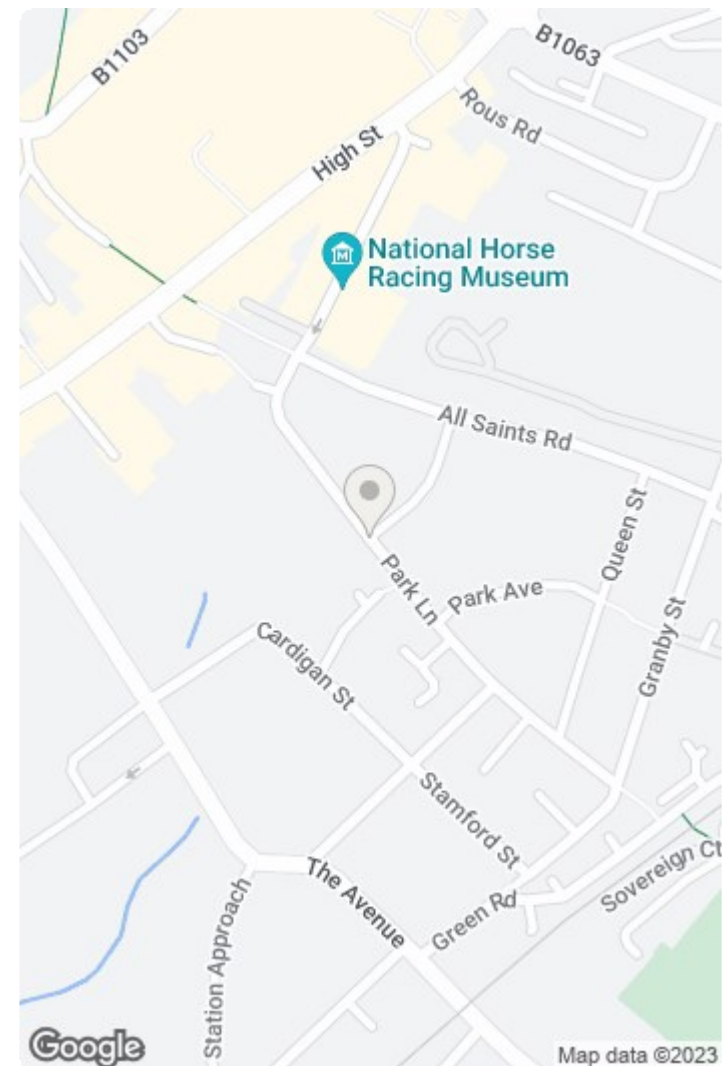 B1103
B1063
Rous Rd
High St
National Horse
Racing Museum
All Saints Rd
Queen St
Park Ln
Park Ave
Granby St
Cardigan St
Stamford St
Sovereign Ct
The Avenue
Green Rd
Station Approach
Google
Map data ©2023